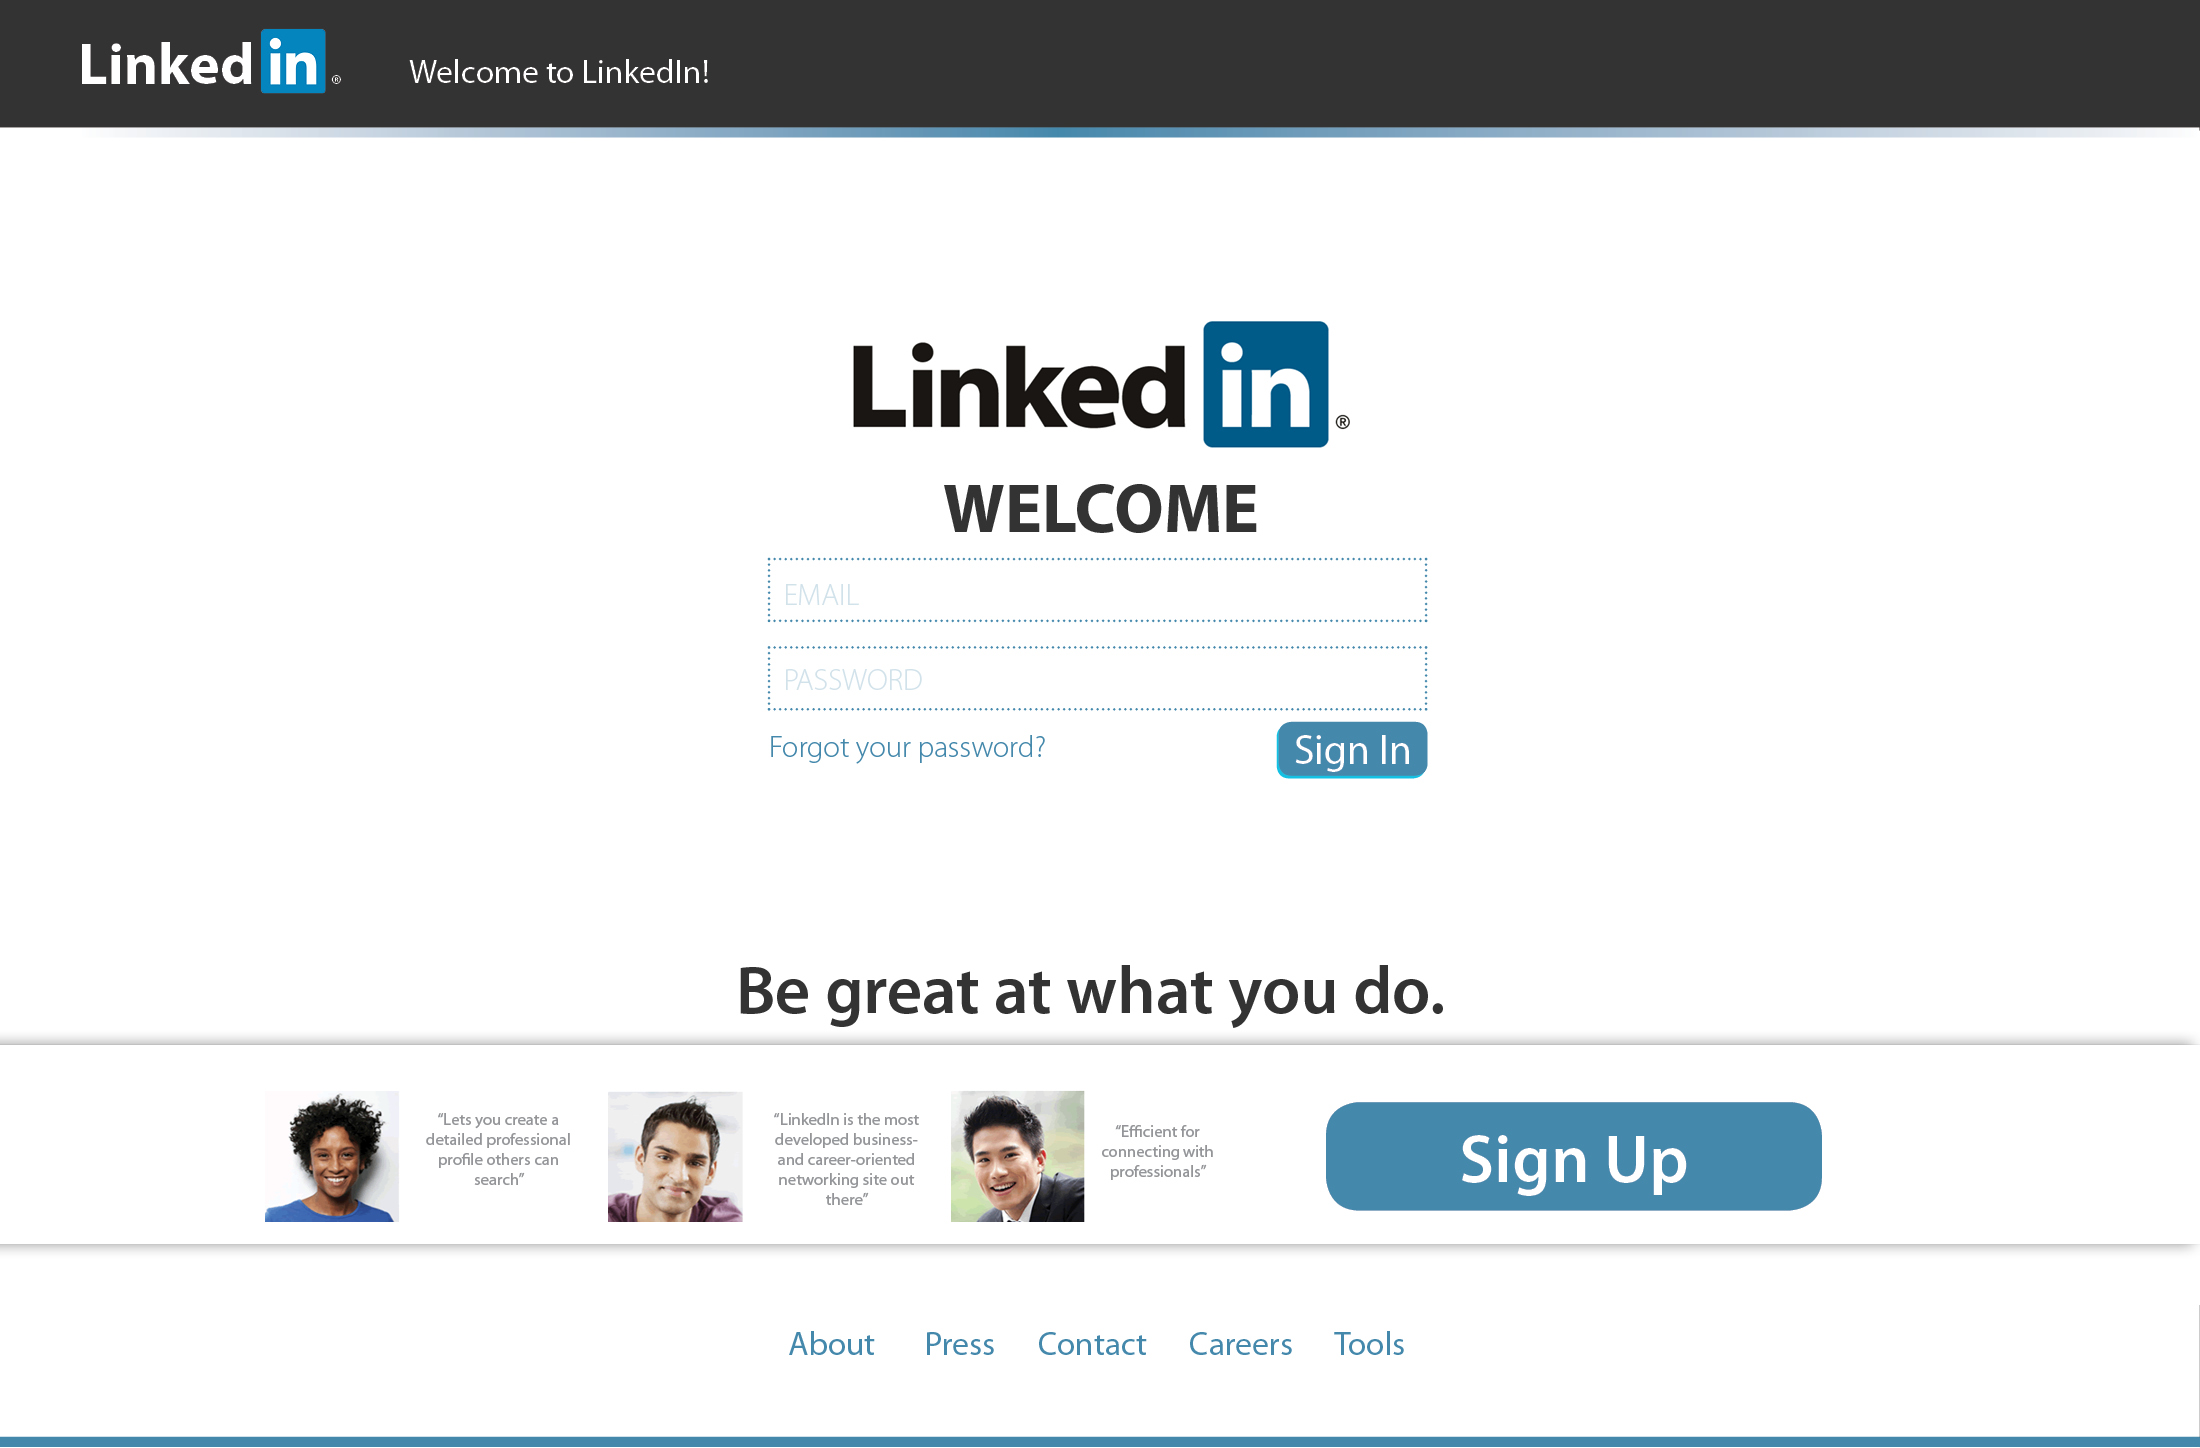 Linked in ®
Welcome to LinkedIn!
Linked in ®
WELCOME
EMAIL
PASSWORD
Forgot your password?
Sign In
Be great at what you do.
“Lets you create a
detailed professional
profile others can
search”
“LinkedIn is the most
developed business-
and career-oriented
networking site out
there”
“Efficient for
connecting with
professionals”
Sign Up
About Press Contact Careers Tools